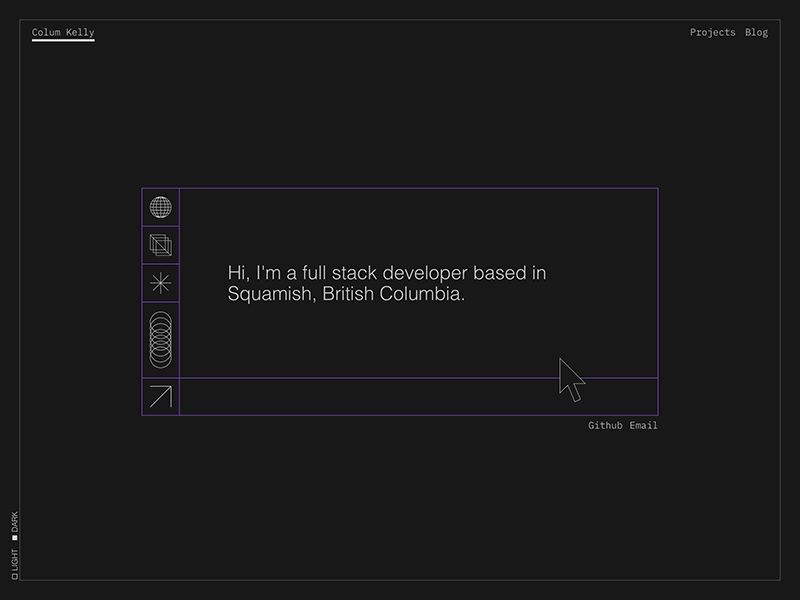 Colum Kelly
Projects Blog
Hi, I'm a full stack developer based in
Squamish, British Columbia.
Github Email
LIGHT DARK